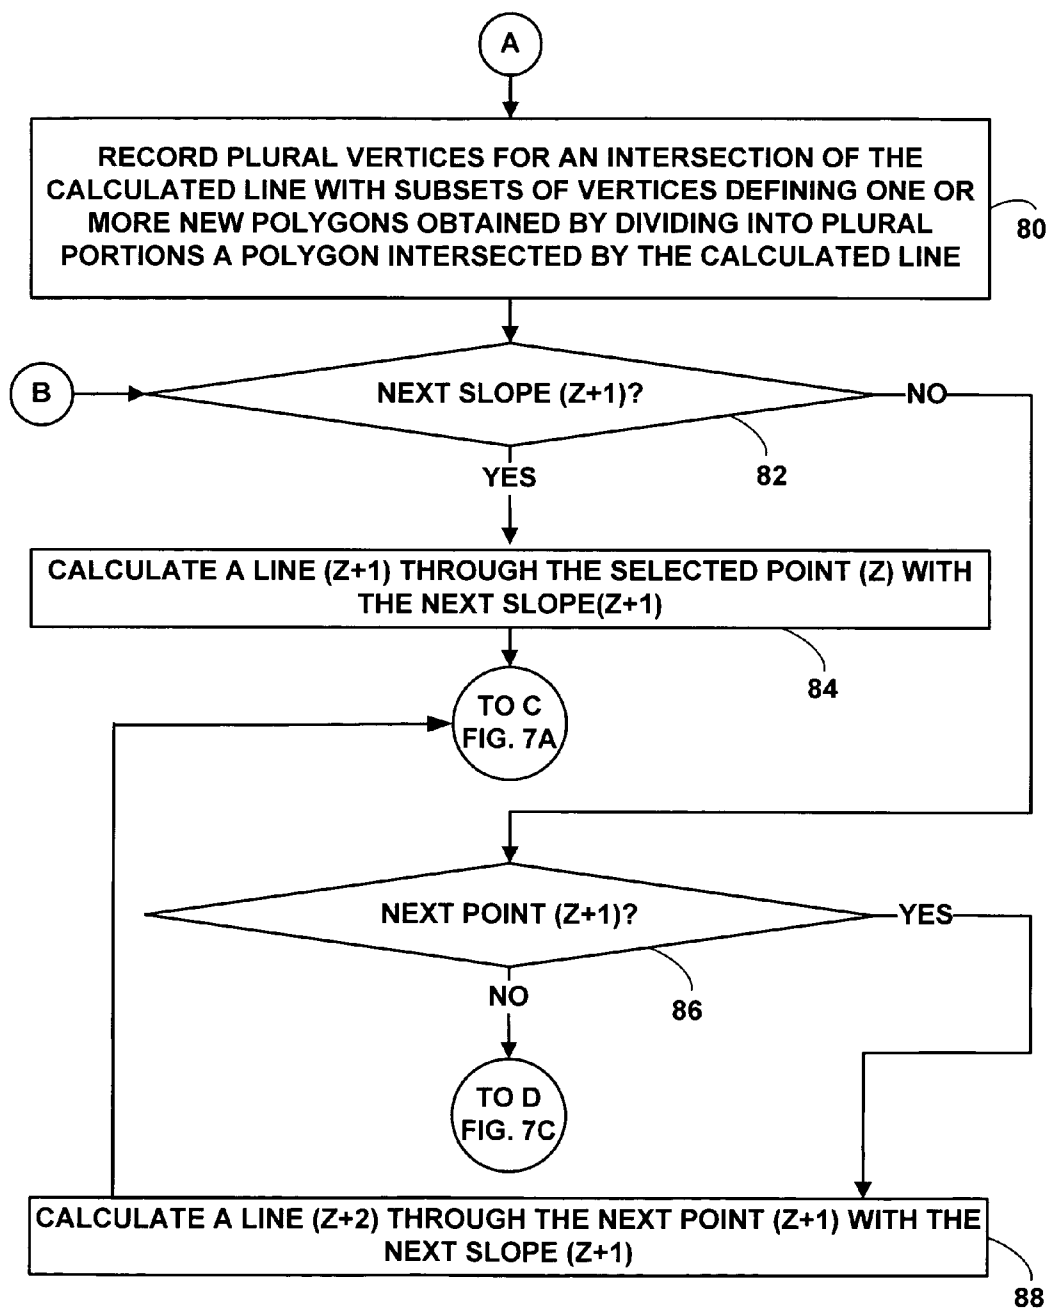 A
RECORD PLURAL VERTICES FOR AN INTERSECTION OF THE
CALCULATED LINE WITH SUBSETS OF VERTICES DEFINING ONE OR
MORE NEW POLYGONS OBTAINED BY DIVIDING INTO PLURAL
PORTIONS A POLYGON INTERSECTED BY THE CALCULATED LINE
80
B
NEXT SLOPE (Z+1)?
NO
82
YES
CALCULATE A LINE (Z+1) THROUGH THE SELECTED POINT (Z) WITH
THE NEXT SLOPE(Z+1)
84
TO C
FIG. 7A
NEXT POINT (Z+1)?
YES
86
NO
TO D
FIG. 7C
CALCULATE A LINE (Z+2) THROUGH THE NEXT POINT (Z+1) WITH THE
NEXT SLOPE (Z+1)
88